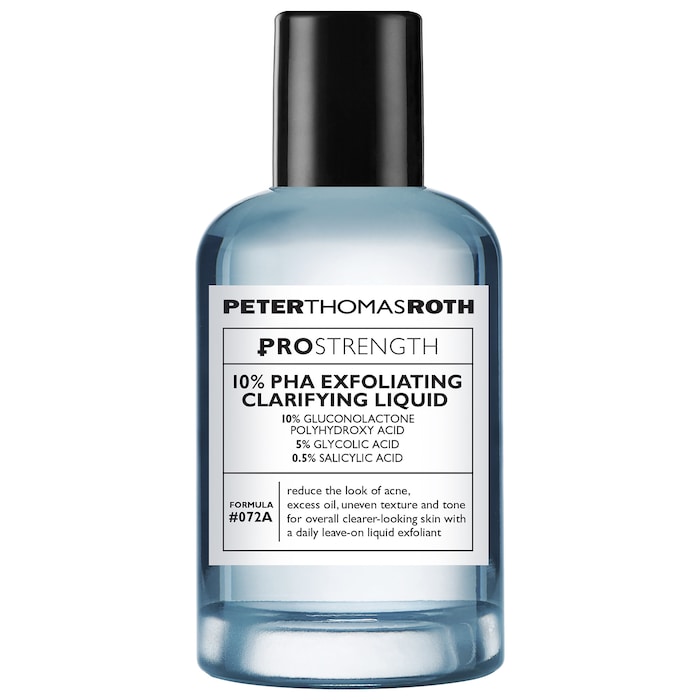 PETERTHOMASROTH
PROSTRENGTH
10% PHA EXFOLIATING
CLARIFYING LIQUID
10% GLUCONOLACTONE
POLYHYDROXY ACID
5% GLYCOLIC ACID
0.5% SALICYLIC ACID
FORMULA
#072A
reduce the look of acne,
excess oil, uneven texture and tone
for overall clearer-looking skin with
a daily leave-on liquid exfoliant